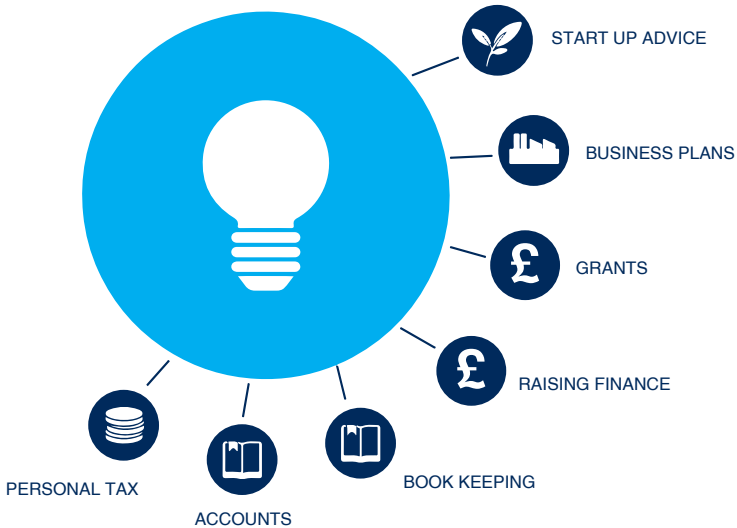 START UP ADVICE
BUSINESS PLANS
£
GRANTS
£
RAISING FINANCE
BOOK KEEPING
PERSONAL TAX
ACCOUNTS